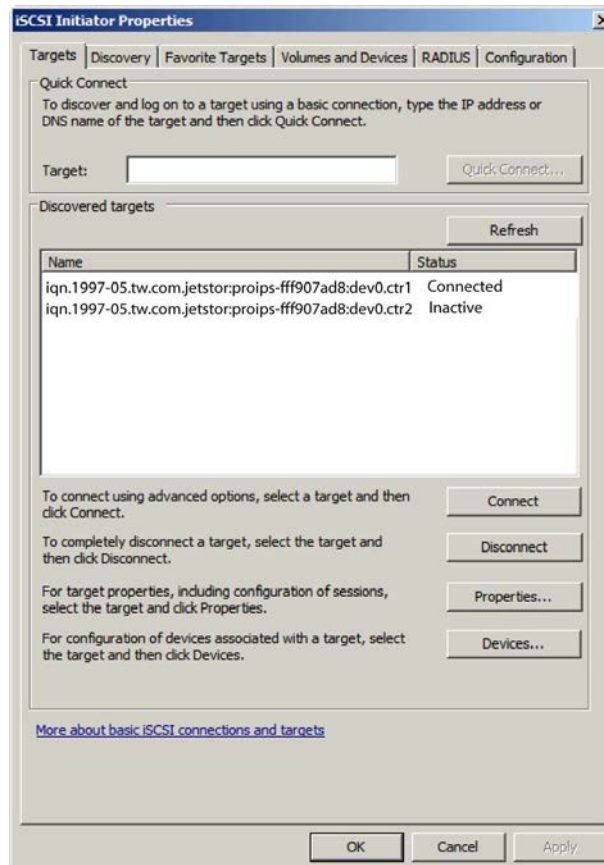 iSCSI Initiator Properties
Targets Discovery Favorite Targets Volumes and Devices RADIUS Configuration
Quick Connect
To discover and log on to a target using a basic connection, type the IP address or
DNS name of the target and then click Quick Connect.
Target: Quick Connect...
Discovered targets
Refresh
Name Status
iqn.1997-05.tw.com.jetstor:proips-fff907ad8:dev0.ctr1 Connected
iqn.1997-05.tw.com.jetstor:proips-fff907ad8:dev0.ctr2 Inactive
To connect using advanced options, select a target and then
click Connect.
Connect
To completely disconnect a target, select the target and
then click Disconnect.
Disconnect
For target properties, including configuration of sessions,
select the target and click Properties.
Properties...
For configuration of devices associated with a target, select
the target and then click Devices.
Devices...
More about basic iSCSI connections and targets
OK Cancel Apply